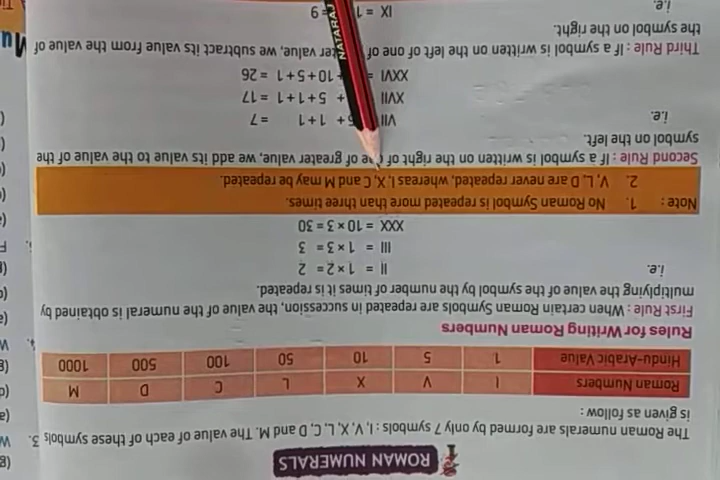 ROMAN NUMERALS
The Roman numerals are formed by only 7 symbols : I, V, X, L, C, D and M. The value of each of these symbols
is given as follow :
Roman Numbers I V X L C D M
Hindu-Arabic Value 1 5 10 50 100 500 1000
Rules for Writing Roman Numbers
First Rule : When certain Roman Symbols are repeated in succession, the value of the numeral is obtained by
multiplying the value of the symbol by the number of times it is repeated.
i.e. II = 1 × 2 = 2
III = 1 × 3 = 3
XXX = 10 × 3 = 30
Note : 1. No Roman Symbol is repeated more than three times.
2. V, L, D are never repeated, whereas I, X, C and M may be repeated.
Second Rule : If a symbol is written on the right of one of greater value, we add its value to the value of the
symbol on the left.
i.e. VII 5 + 1 + 1 = 7
XVII + 5 + 1 + 1 = 17
XXVI = + 10 + 5 + 1 = 26
Third Rule : If a symbol is written on the left of one of value, we subtract its value from the value of
the symbol on the right.
i.e. IX = 1 = 9
NATARAJ
3.